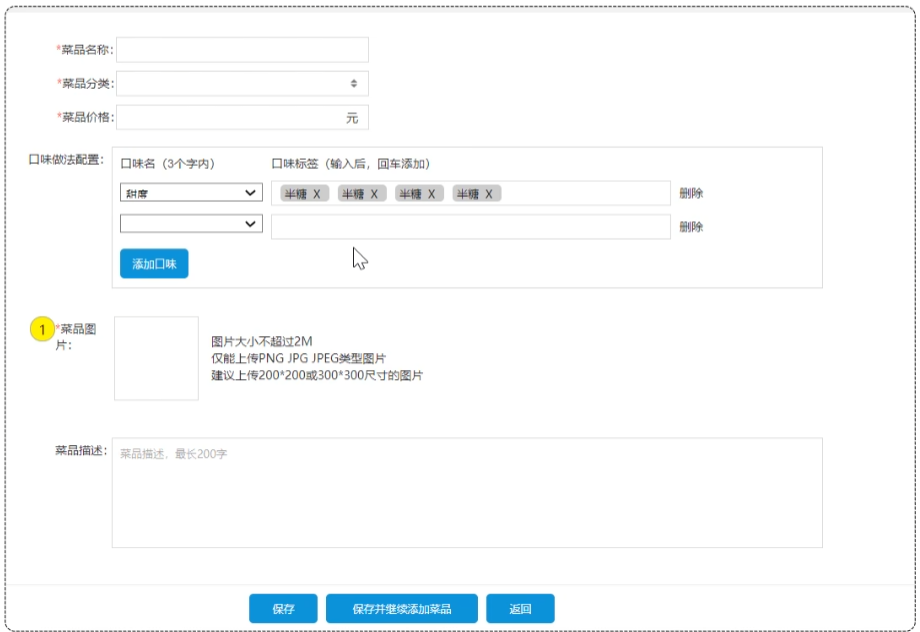 *菜品名称:
*菜品分类:
*菜品价格: 元
口味做法配置: 口味名（3个字内） 口味标签（输入后，回车添加）
甜度 半糖 X 半糖 X 半糖 X 半糖 X 删除
删除
添加口味
1 *菜品图
片:
图片大小不超过2M
仅能上传PNG JPG JPEG类型图片
建议上传200*200或300*300尺寸的图片
菜品描述: 菜品描述，最长200字
保存 保存并继续添加菜品 返回